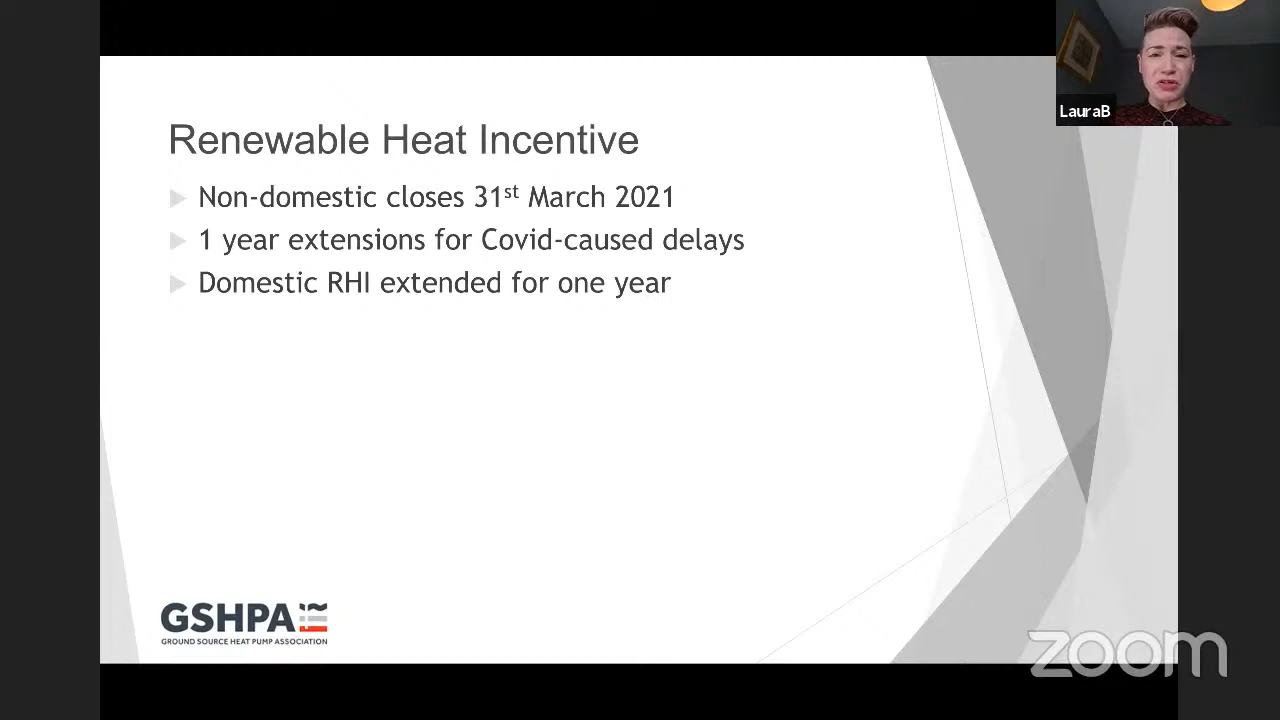 LauraB
Renewable Heat Incentive
Non-domestic closes 31st March 2021
1 year extensions for Covid-caused delays
Domestic RHI extended for one year
GSHPA
GROUND SOURCE HEAT PUMP ASSOCIATION
zoom